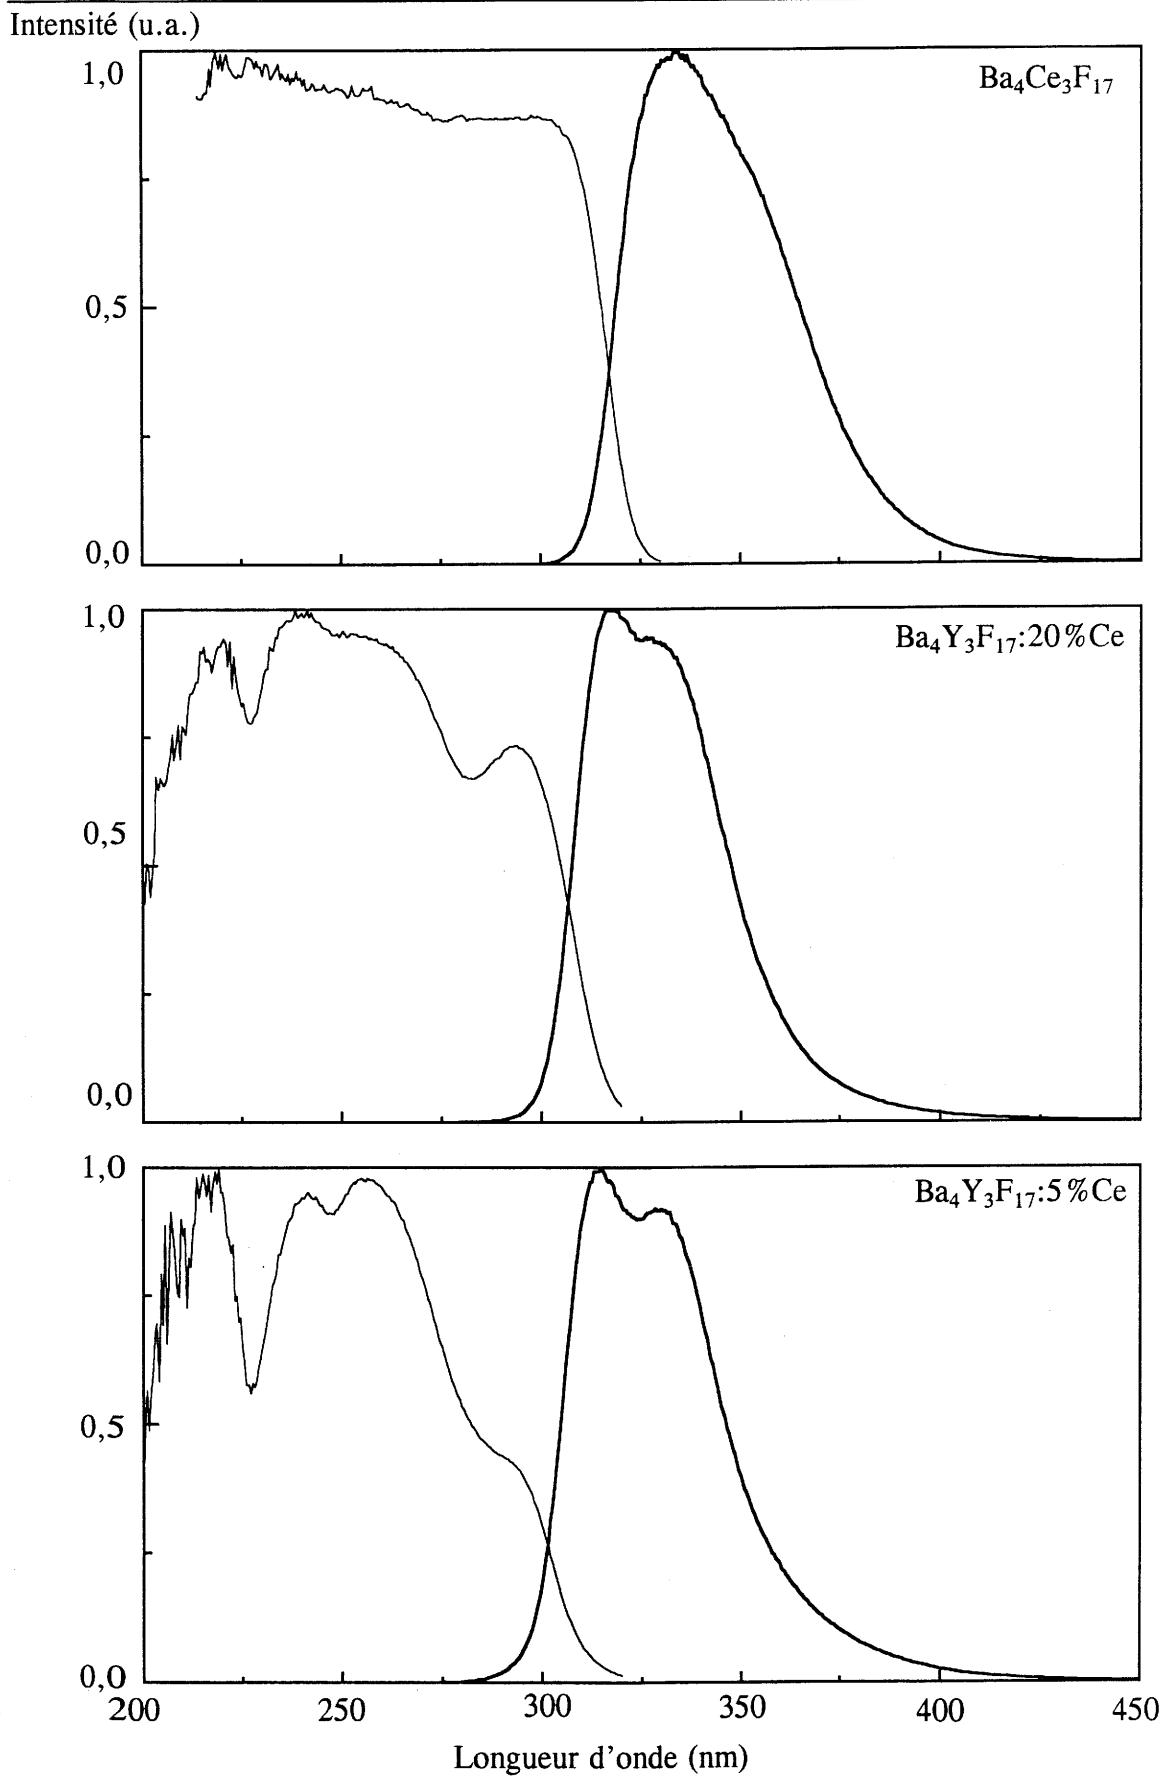 Intensité (u.a.)
1,0
Ba₄Ce₃F₁₇
0,5
0,0
1,0
Ba₄Y₃F₁₇:20%Ce
0,5
0,0
1,0
Ba₄Y₃F₁₇:5%Ce
0,5
0,0
200 250 300 350 400 450
Longueur d'onde (nm)